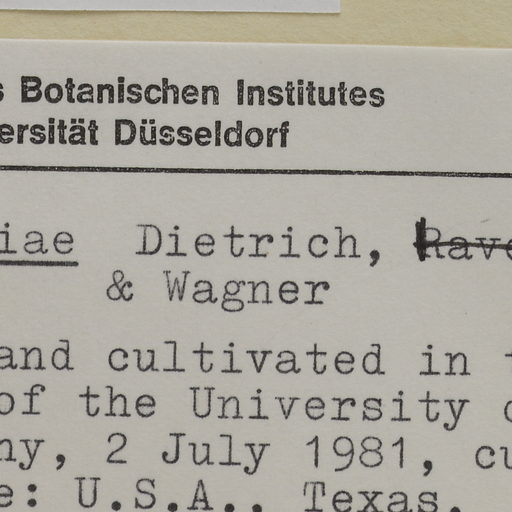 s Botanischen Institutes
ersität Düsseldorf
iae Dietrich, Rave
& Wagner
and cultivated in t
of the University o
ny, 2 July 1981, cu
e: U.S.A., Texas.